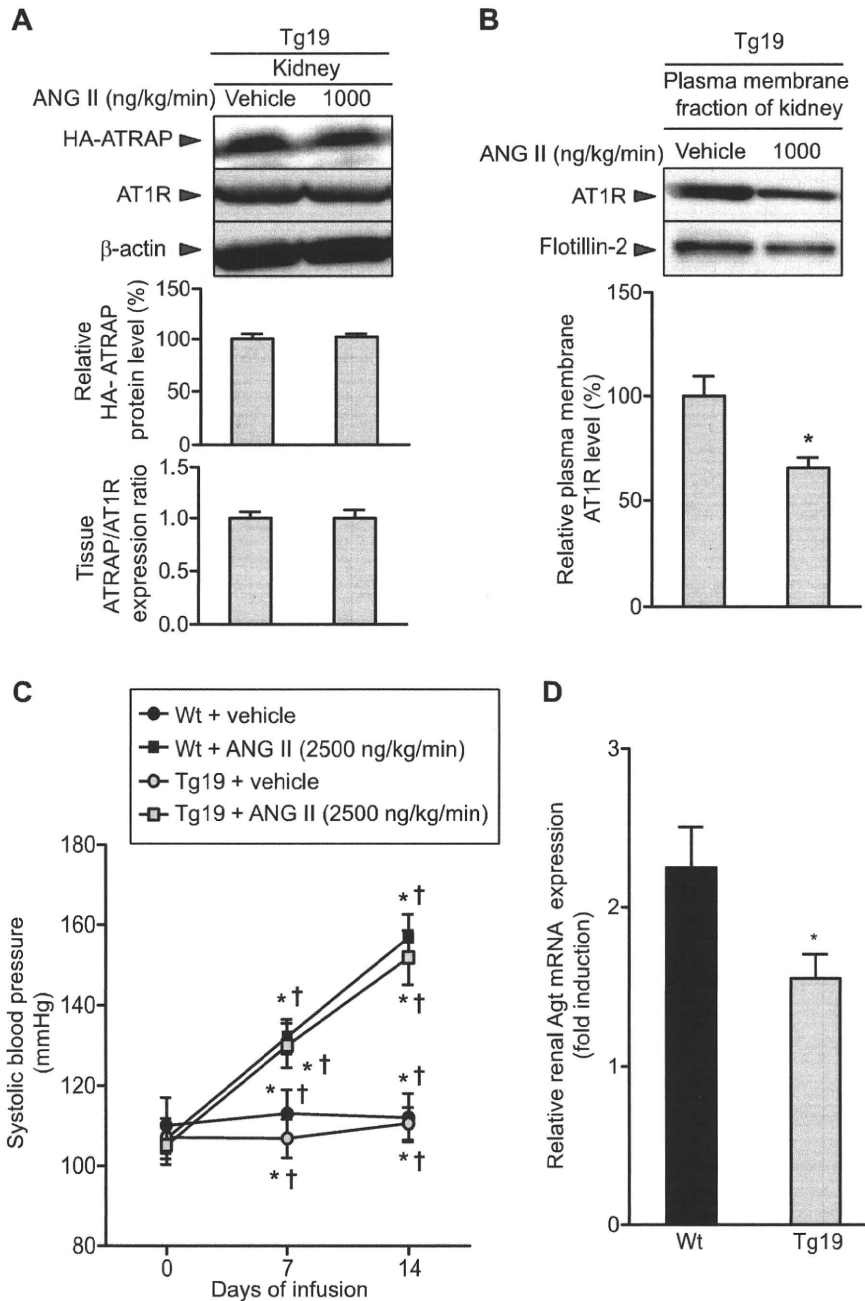 A
Tg19
Kidney
ANG II (ng/kg/min) Vehicle 1000
HA-ATRAP
AT1R
β-actin
Relative
HA- ATRAP
protein level (%)
150
100
50
0
Tissue
ATRAP/AT1R
expression ratio
1.5
1.0
0.5
0.0
B
Tg19
Plasma membrane
fraction of kidney
ANG II (ng/kg/min) Vehicle 1000
AT1R
Flotillin-2
Relative plasma membrane
AT1R level (%)
150
100
50
0
*
C
Wt + vehicle
Wt + ANG II (2500 ng/kg/min)
Tg19 + vehicle
Tg19 + ANG II (2500 ng/kg/min)
Systolic blood pressure
(mmHg)
180
160
140
120
100
80
*†
*†
*†
*†
*†
*†
*†
*†
0 7 14
Days of infusion
D
Relative renal Agt mRNA expression
(fold induction)
3
2
1
0
*
Wt Tg19